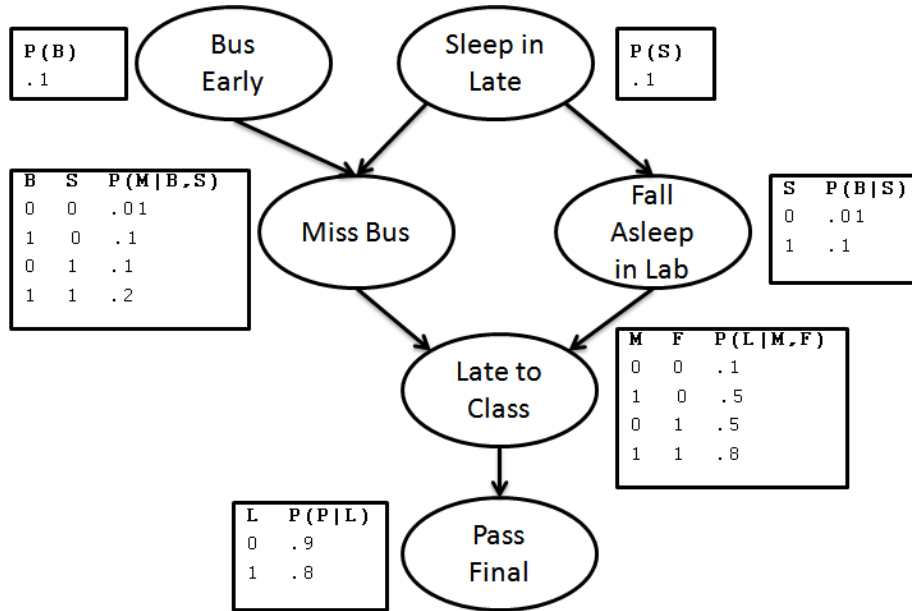 P(B)
.1
Bus
Early
Sleep in
Late
P(S)
.1
B S P(M|B,S)
0 0 .01
1 0 .1
0 1 .1
1 1 .2
Miss Bus
Fall
Asleep
in Lab
S P(B|S)
0 .01
1 .1
Late to
Class
M F P(L|M,F)
0 0 .1
1 0 .5
0 1 .5
1 1 .8
L P(P|L)
0 .9
1 .8
Pass
Final